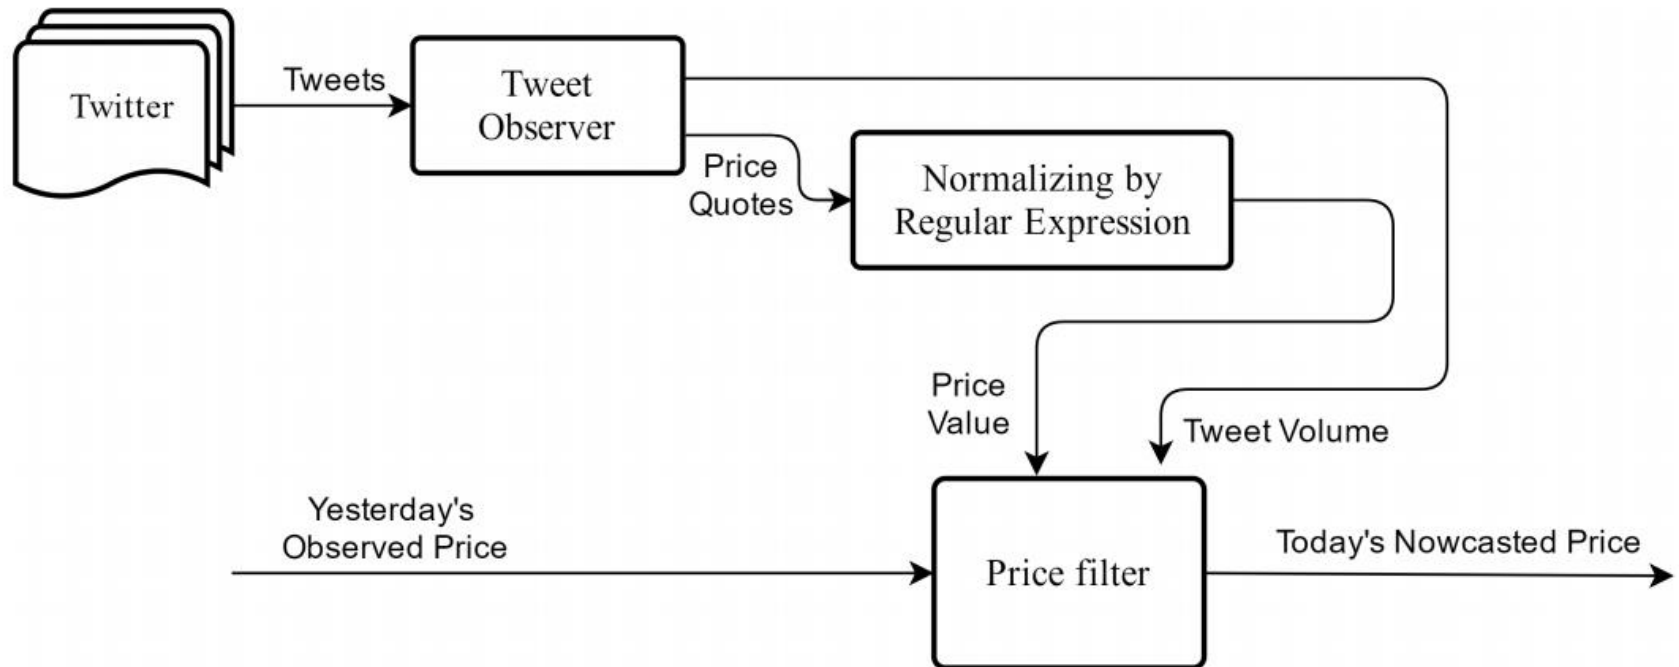 Twitter
Tweets
Tweet
Observer
Price
Quotes
Normalizing by
Regular Expression
Price
Value
Tweet Volume
Yesterday's
Observed Price
Price filter
Today's Nowcasted Price